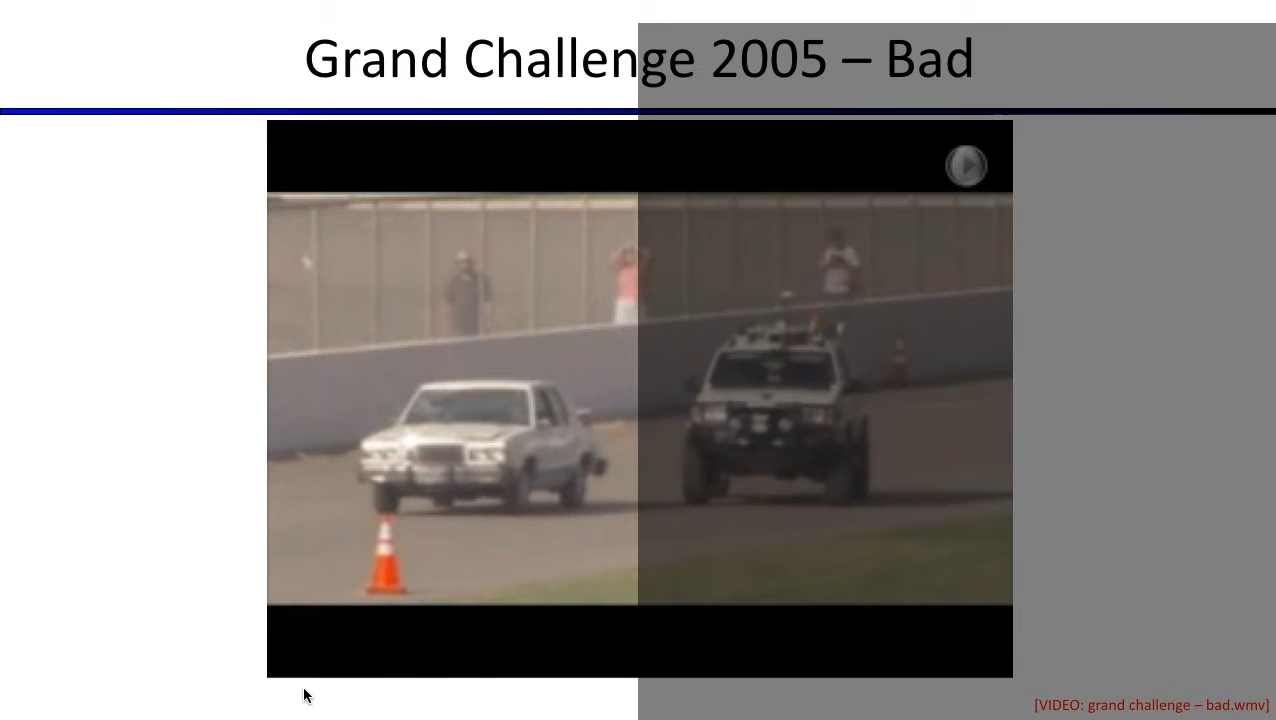 Grand Challenge 2005 – Bad
[VIDEO: grand challenge – bad.wmv]